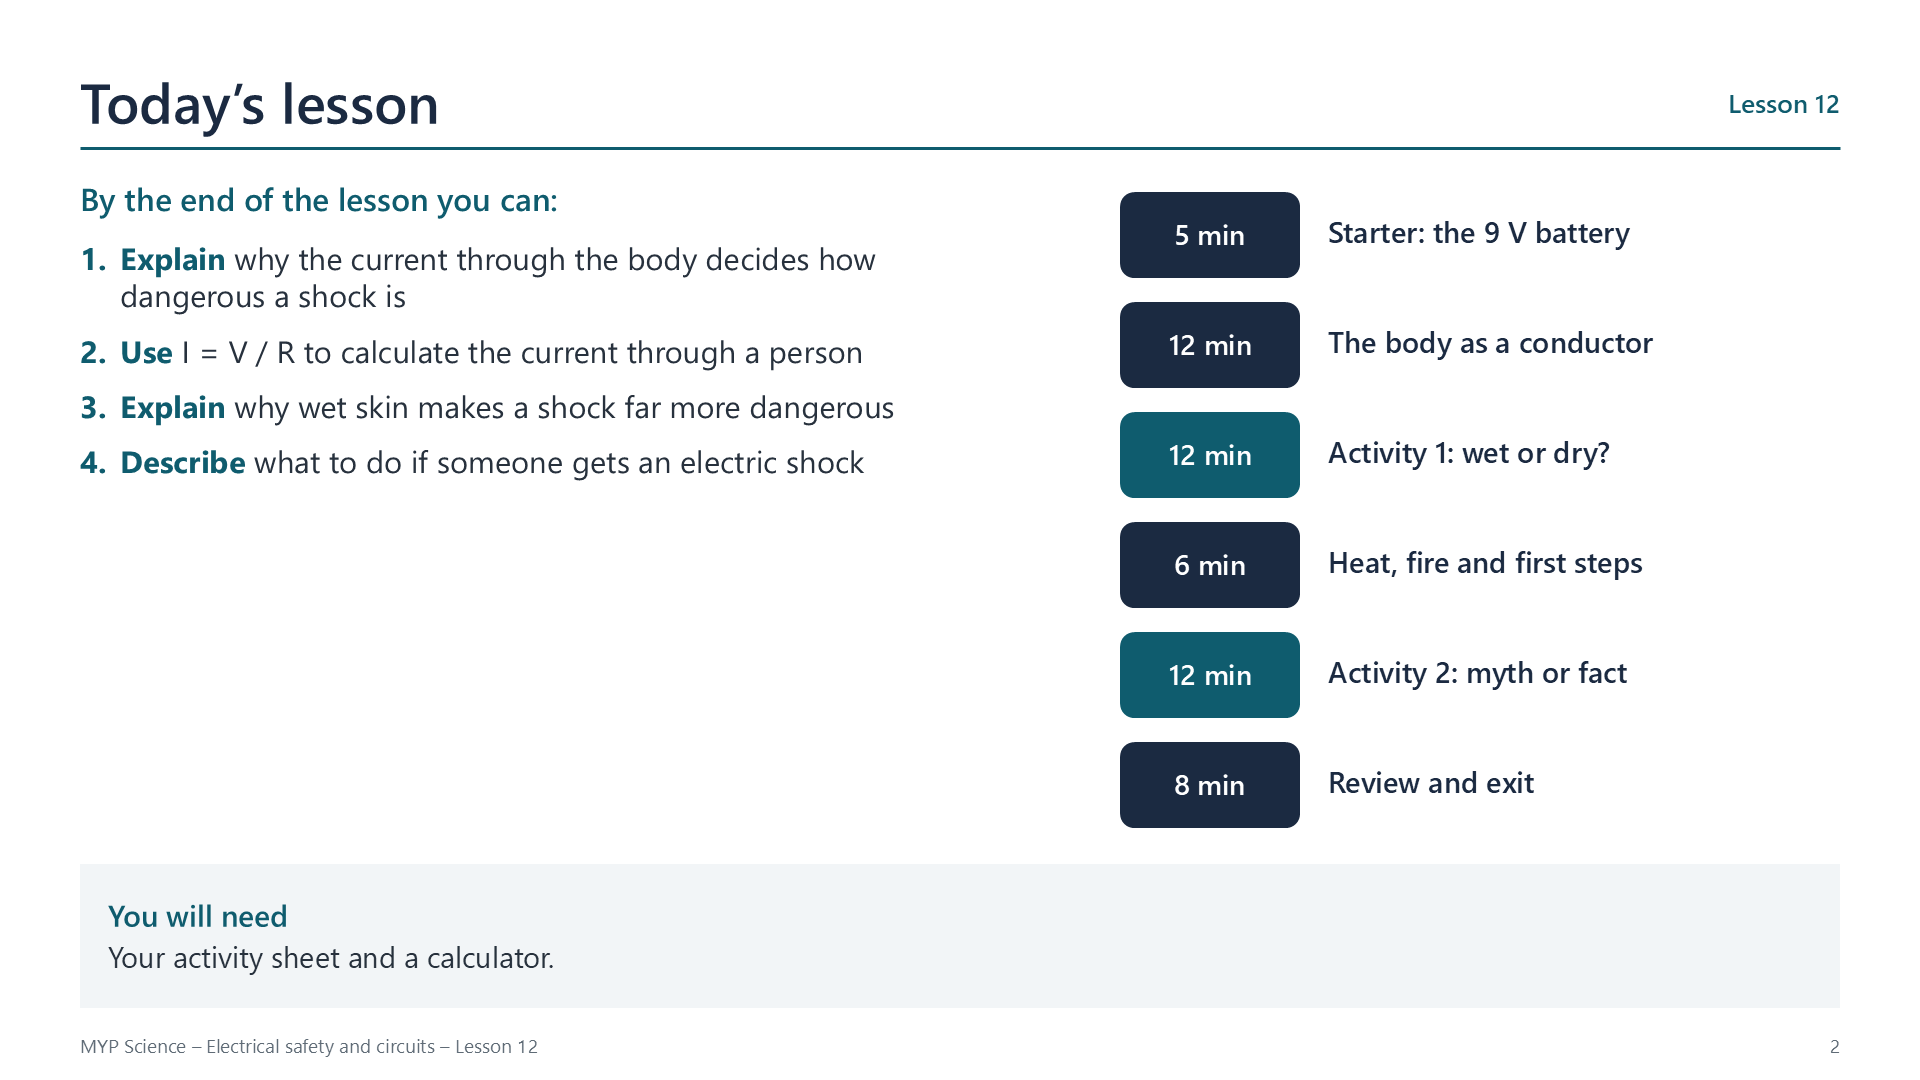 Today’s lesson
Lesson 12
By the end of the lesson you can:
1. Explain why the current through the body decides how
dangerous a shock is
2. Use I = V / R to calculate the current through a person
3. Explain why wet skin makes a shock far more dangerous
4. Describe what to do if someone gets an electric shock
5 min Starter: the 9 V battery
12 min The body as a conductor
12 min Activity 1: wet or dry?
6 min Heat, fire and first steps
12 min Activity 2: myth or fact
8 min Review and exit
You will need
Your activity sheet and a calculator.
MYP Science – Electrical safety and circuits – Lesson 12
2